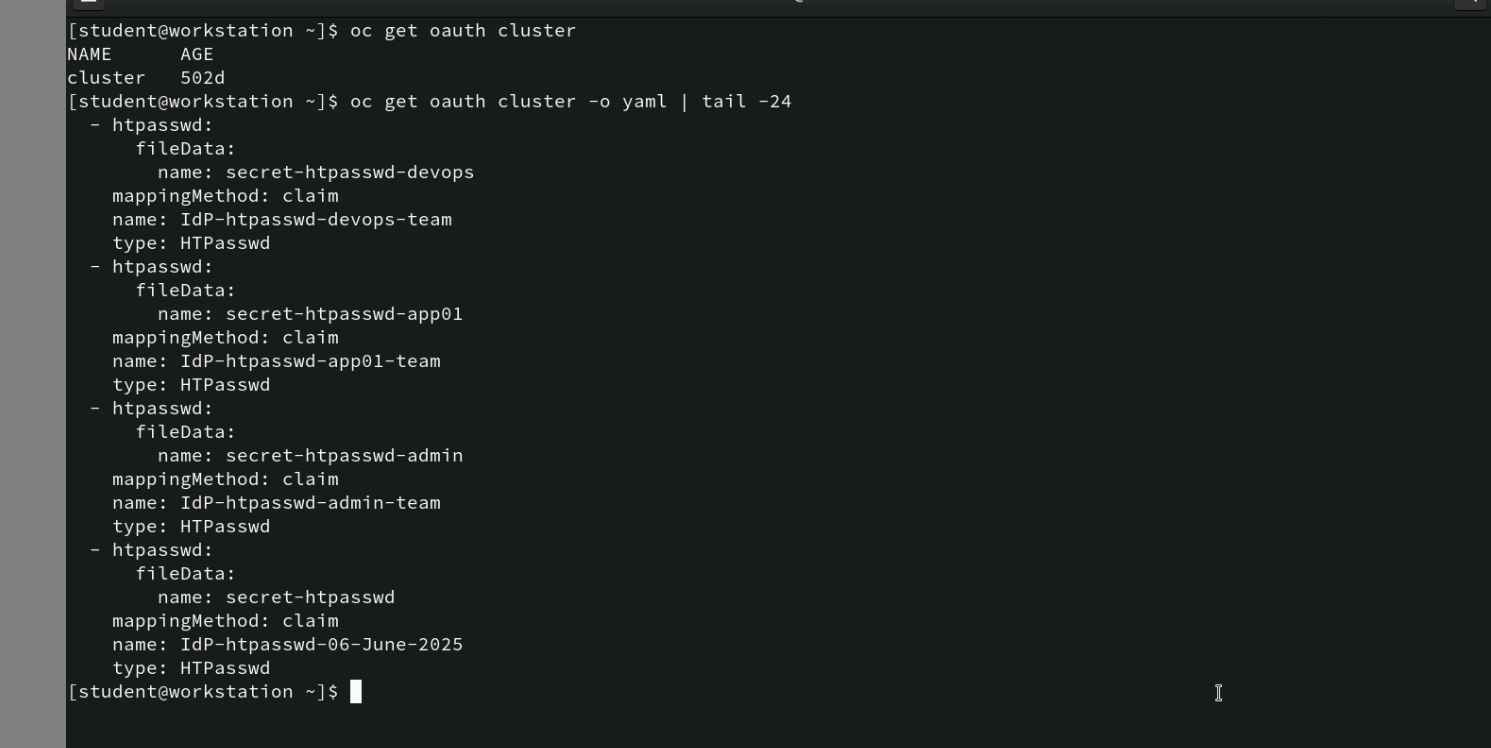 [student@workstation ~]$ oc get oauth cluster
NAME      AGE
cluster   502d
[student@workstation ~]$ oc get oauth cluster -o yaml | tail -24
  - htpasswd:
      fileData:
        name: secret-htpasswd-devops
    mappingMethod: claim
    name: IdP-htpasswd-devops-team
    type: HTPasswd
  - htpasswd:
      fileData:
        name: secret-htpasswd-app01
    mappingMethod: claim
    name: IdP-htpasswd-app01-team
    type: HTPasswd
  - htpasswd:
      fileData:
        name: secret-htpasswd-admin
    mappingMethod: claim
    name: IdP-htpasswd-admin-team
    type: HTPasswd
  - htpasswd:
      fileData:
        name: secret-htpasswd
    mappingMethod: claim
    name: IdP-htpasswd-06-June-2025
    type: HTPasswd
[student@workstation ~]$